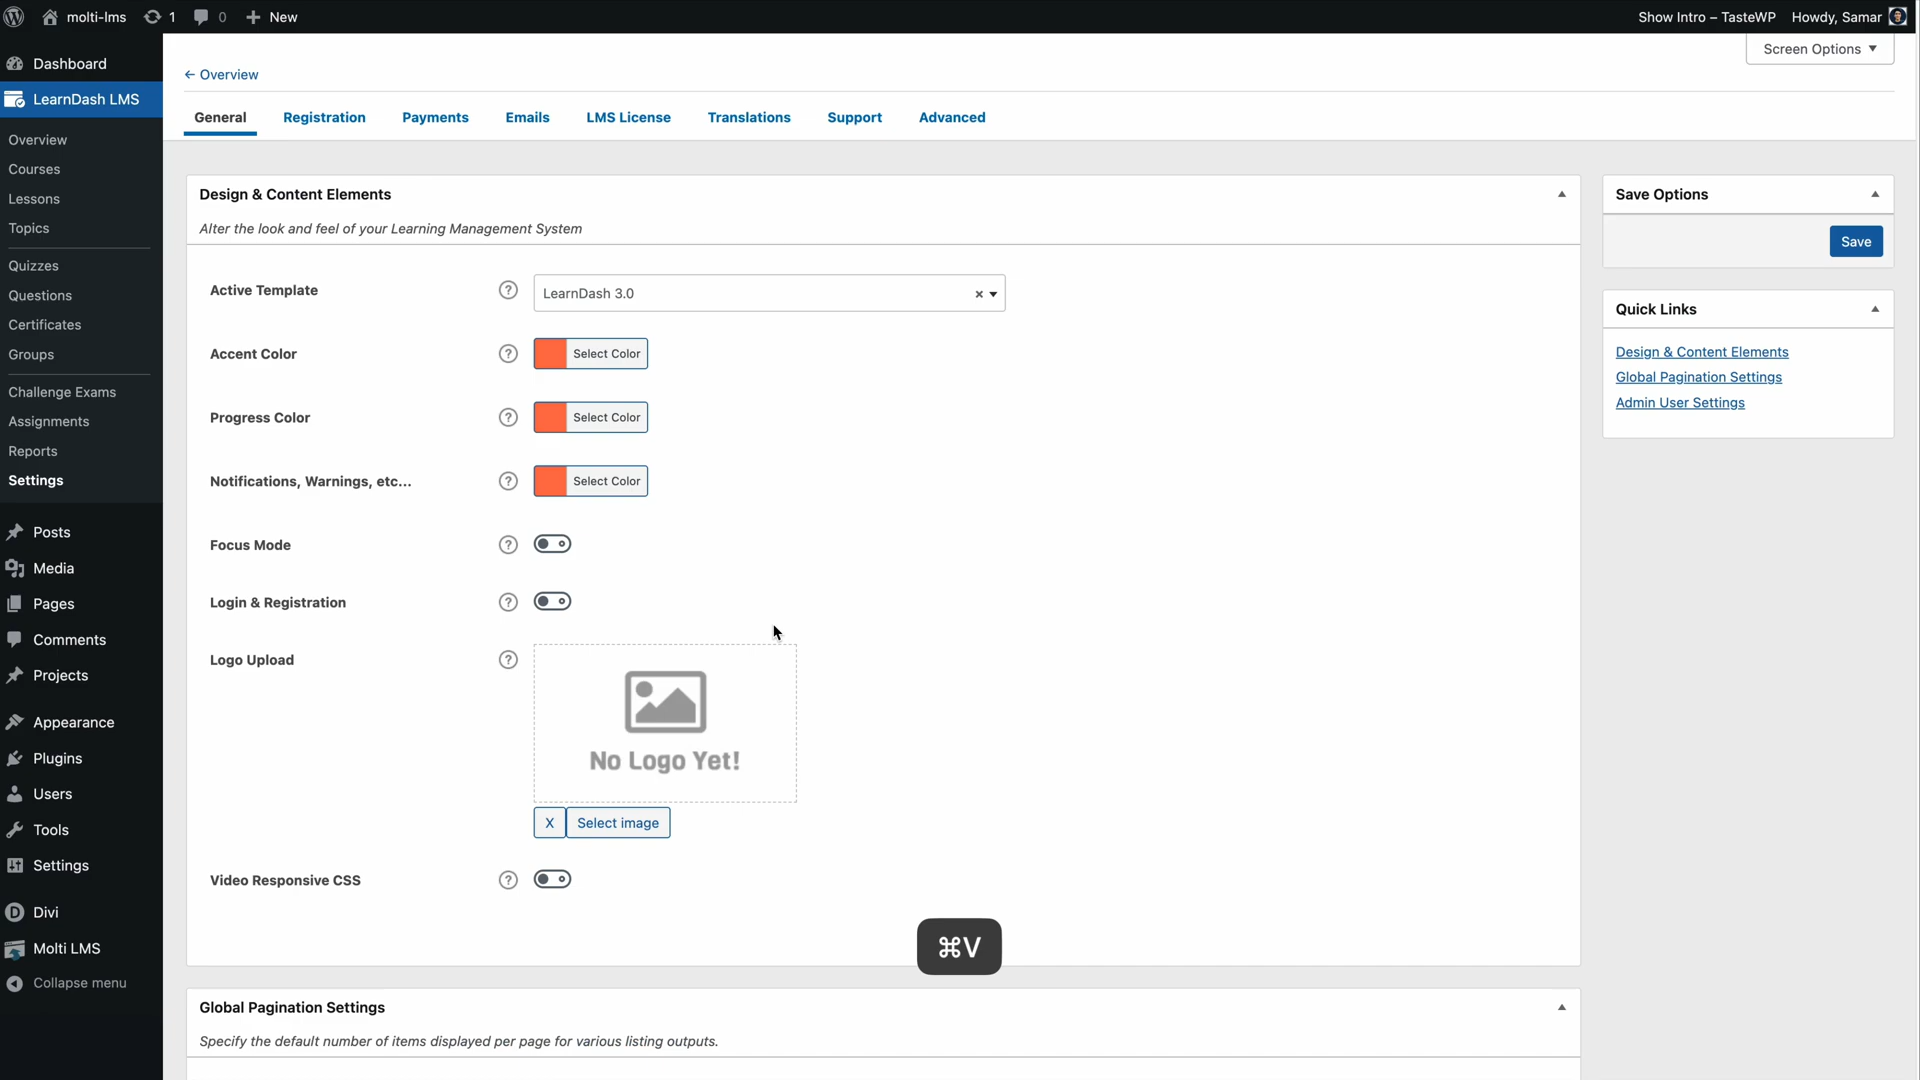 molti-lms
1
0
New
Show Intro – TasteWP
Howdy, Samar
Screen Options
Dashboard
LearnDash LMS
Overview
Courses
Lessons
Topics
Quizzes
Questions
Certificates
Groups
Challenge Exams
Assignments
Reports
Settings
Posts
Media
Pages
Comments
Projects
Appearance
Plugins
Users
Tools
Settings
Divi
Molti LMS
Collapse menu
← Overview
General Registration Payments Emails LMS License Translations Support Advanced
Design & Content Elements
Alter the look and feel of your Learning Management System
Active Template ? LearnDash 3.0 ×
Accent Color ? Select Color
Progress Color ? Select Color
Notifications, Warnings, etc... ? Select Color
Focus Mode ?
Login & Registration ?
Logo Upload ?
No Logo Yet!
X Select image
Video Responsive CSS ?
⌘V
Global Pagination Settings
Specify the default number of items displayed per page for various listing outputs.
Save Options
Save
Quick Links
Design & Content Elements
Global Pagination Settings
Admin User Settings